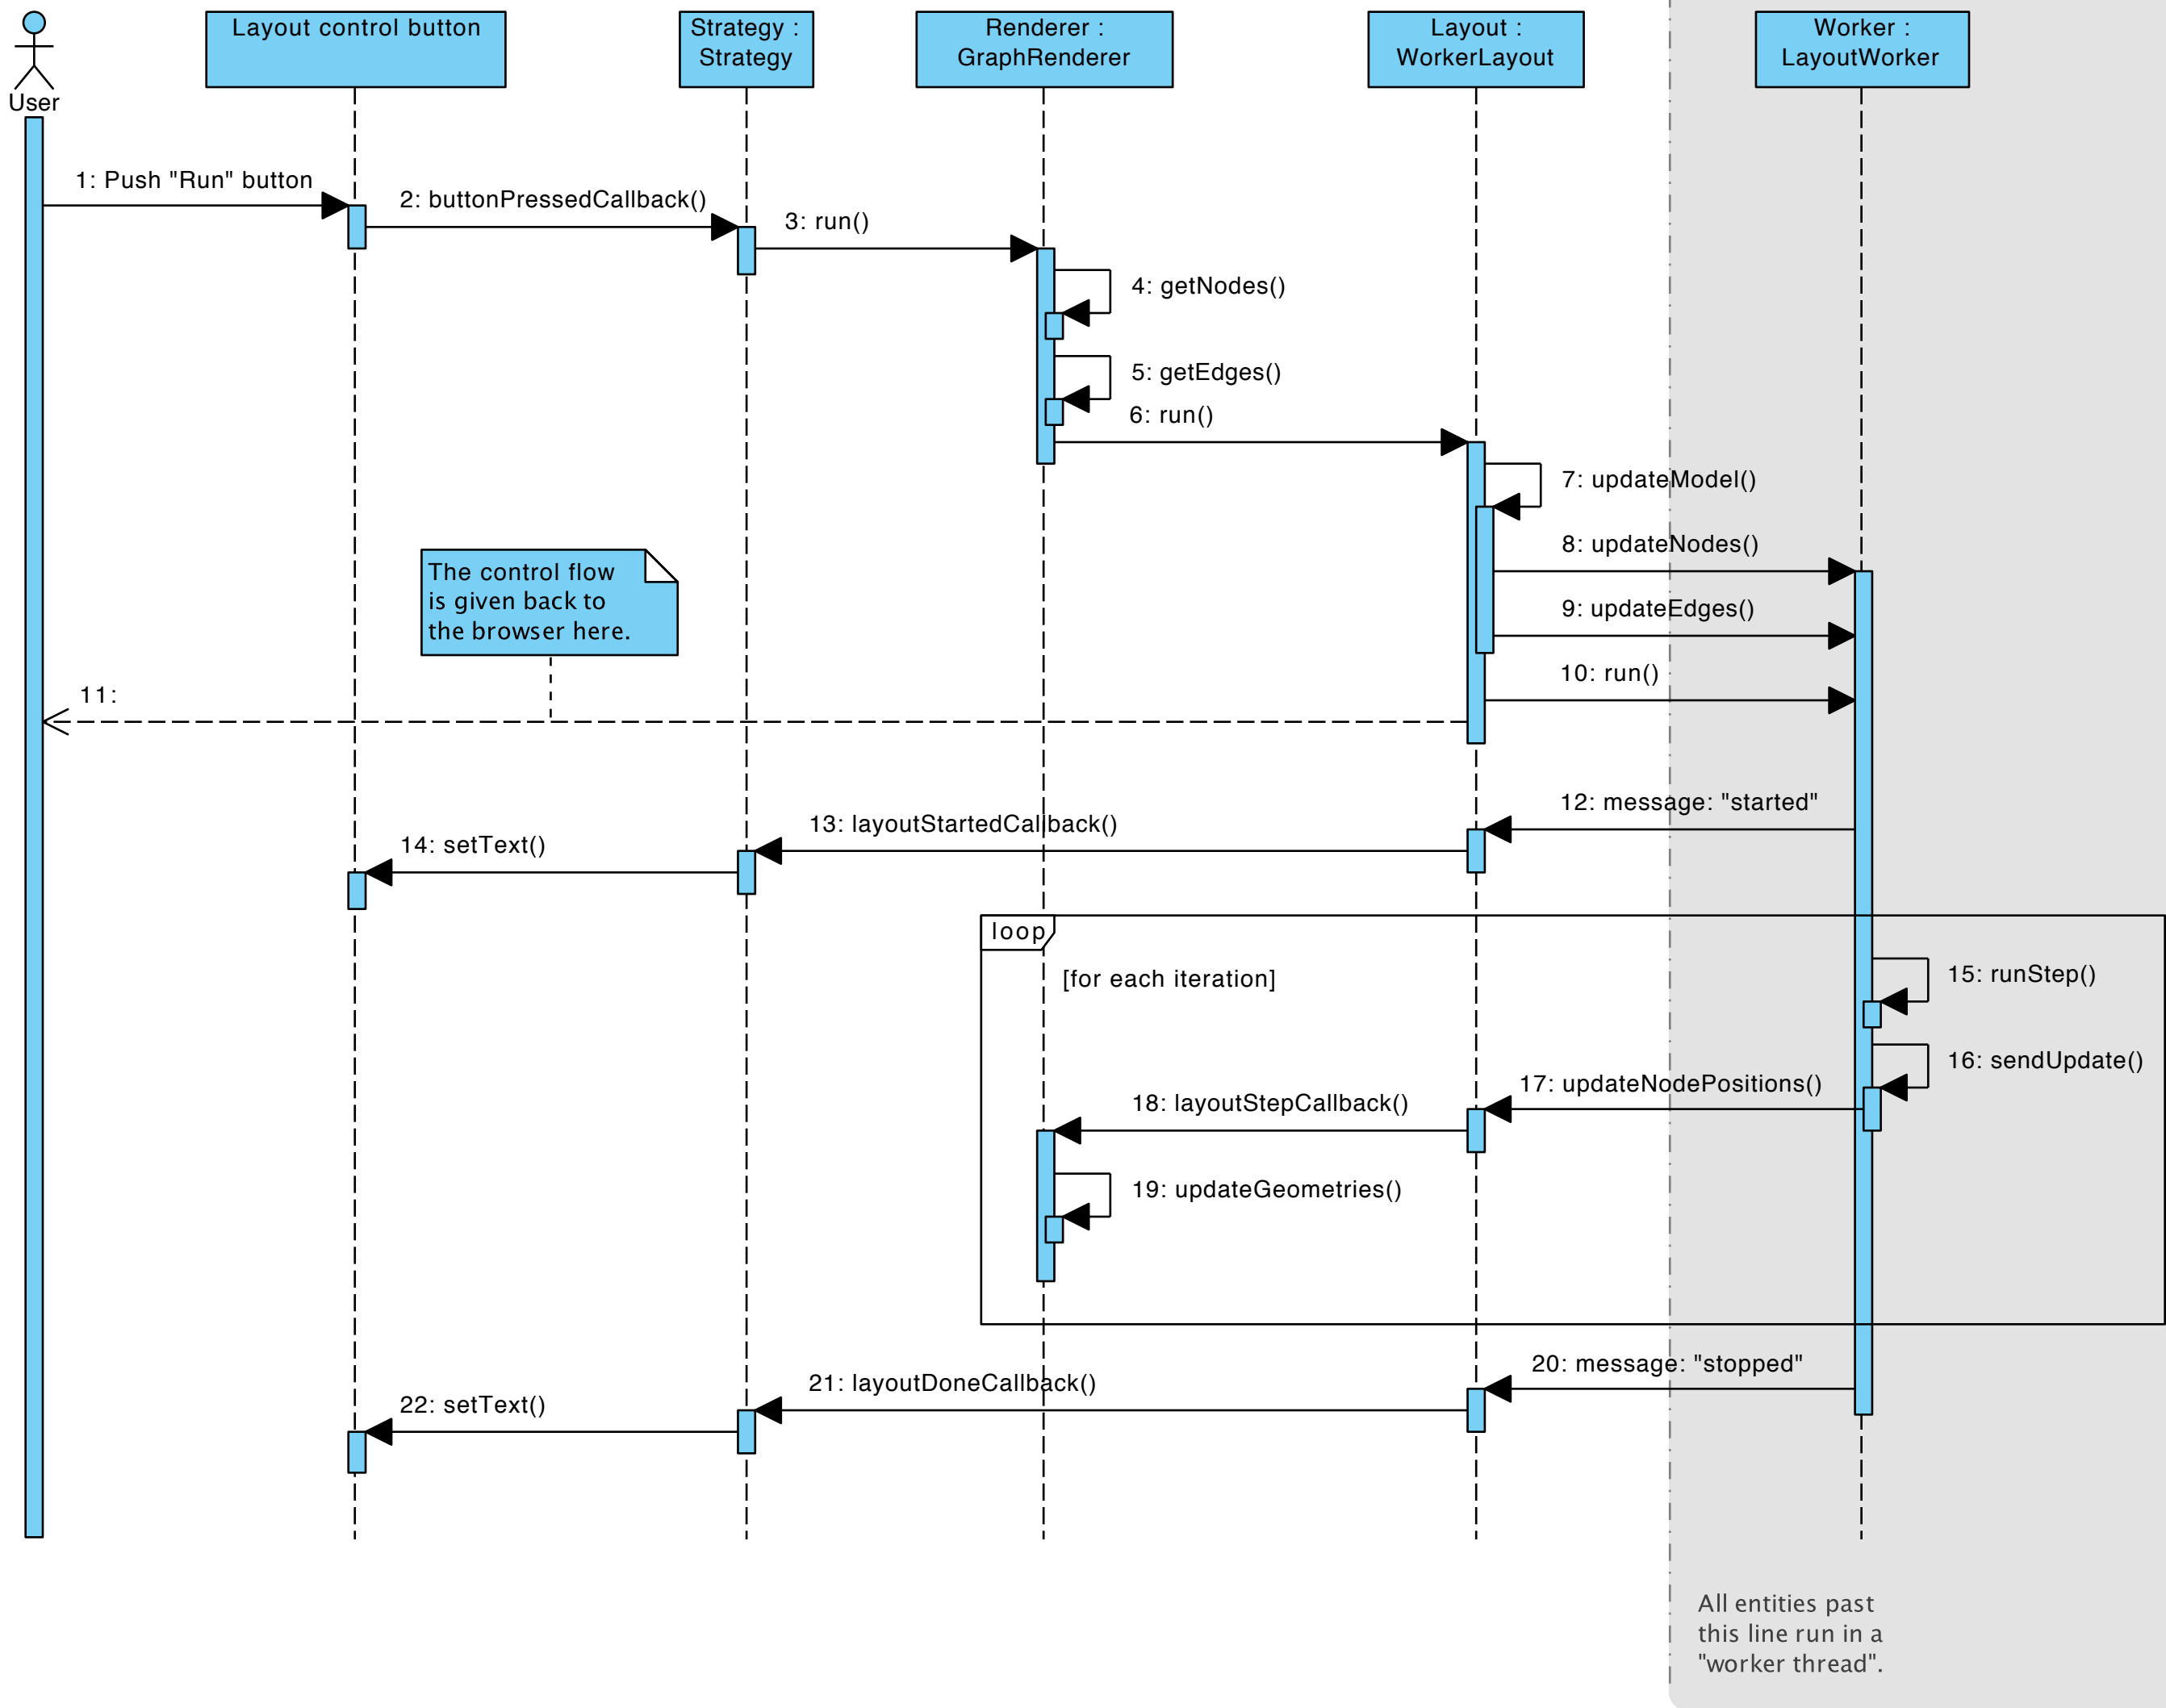 User
Layout control button
Strategy :
Strategy
Renderer :
GraphRenderer
Layout :
WorkerLayout
Worker :
LayoutWorker
1: Push "Run" button
2: buttonPressedCallback()
3: run()
4: getNodes()
5: getEdges()
6: run()
7: updateModel()
8: updateNodes()
9: updateEdges()
10: run()
The control flow
is given back to
the browser here.
11:
12: message: "started"
13: layoutStartedCallback()
14: setText()
loop
[for each iteration]
15: runStep()
16: sendUpdate()
17: updateNodePositions()
18: layoutStepCallback()
19: updateGeometries()
20: message: "stopped"
21: layoutDoneCallback()
22: setText()
All entities past
this line run in a
"worker thread".